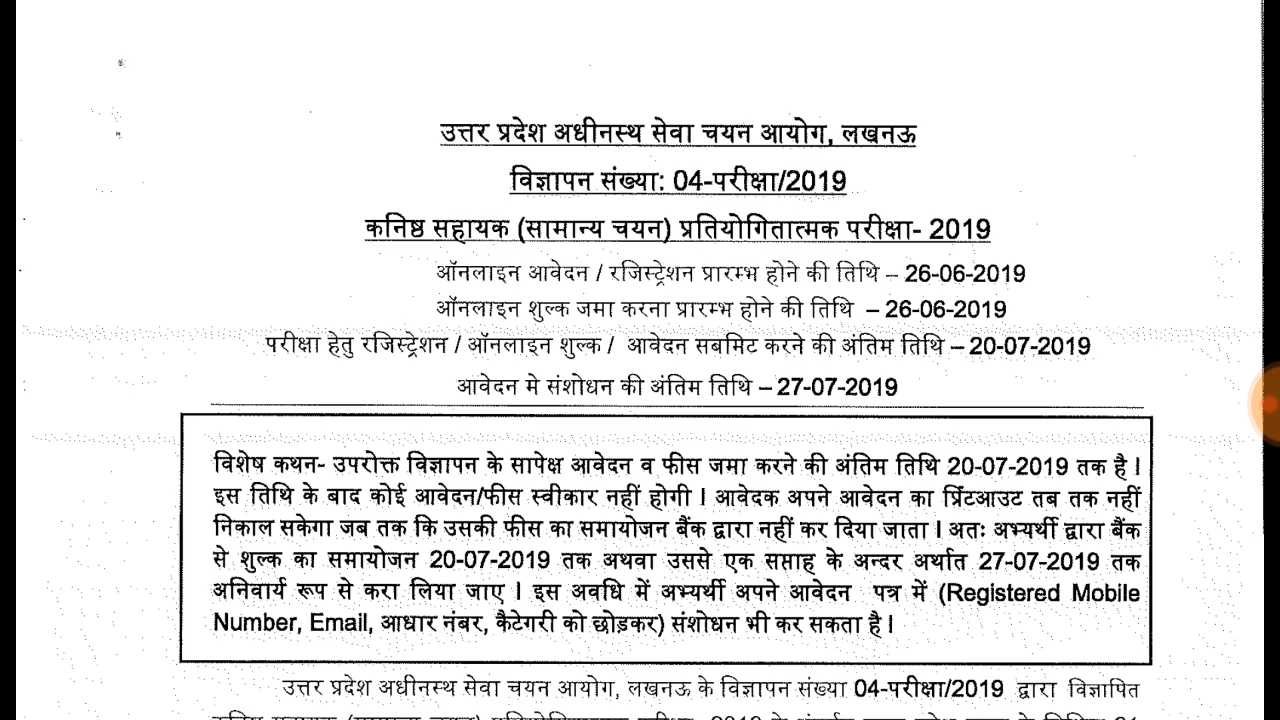 उत्तर प्रदेश अधीनस्थ सेवा चयन आयोग, लखनऊ
विज्ञापन संख्या: 04-परीक्षा/2019
कनिष्ठ सहायक (सामान्य चयन) प्रतियोगितात्मक परीक्षा- 2019
ऑनलाइन आवेदन / रजिस्ट्रेशन प्रारम्भ होने की तिथि – 26-06-2019
ऑनलाइन शुल्क जमा करना प्रारम्भ होने की तिथि – 26-06-2019
परीक्षा हेतु रजिस्ट्रेशन / ऑनलाइन शुल्क / आवेदन सबमिट करने की अंतिम तिथि – 20-07-2019
आवेदन मे संशोधन की अंतिम तिथि – 27-07-2019
विशेष कथन- उपरोक्त विज्ञापन के सापेक्ष आवेदन व फीस जमा करने की अंतिम तिथि 20-07-2019 तक है।
इस तिथि के बाद कोई आवेदन/फीस स्वीकार नहीं होगी। आवेदक अपने आवेदन का प्रिंटआउट तब तक नहीं
निकाल सकेगा जब तक कि उसकी फीस का समायोजन बैंक द्वारा नहीं कर दिया जाता। अतः अभ्यर्थी द्वारा बैंक
से शुल्क का समायोजन 20-07-2019 तक अथवा उससे एक सप्ताह के अन्दर अर्थात 27-07-2019 तक
अनिवार्य रूप से करा लिया जाए। इस अवधि में अभ्यर्थी अपने आवेदन पत्र में (Registered Mobile
Number, Email, आधार नंबर, कैटेगरी को छोड़कर) संशोधन भी कर सकता है।
उत्तर प्रदेश अधीनस्थ सेवा चयन आयोग, लखनऊ के विज्ञापन संख्या 04-परीक्षा/2019 द्वारा विज्ञापित